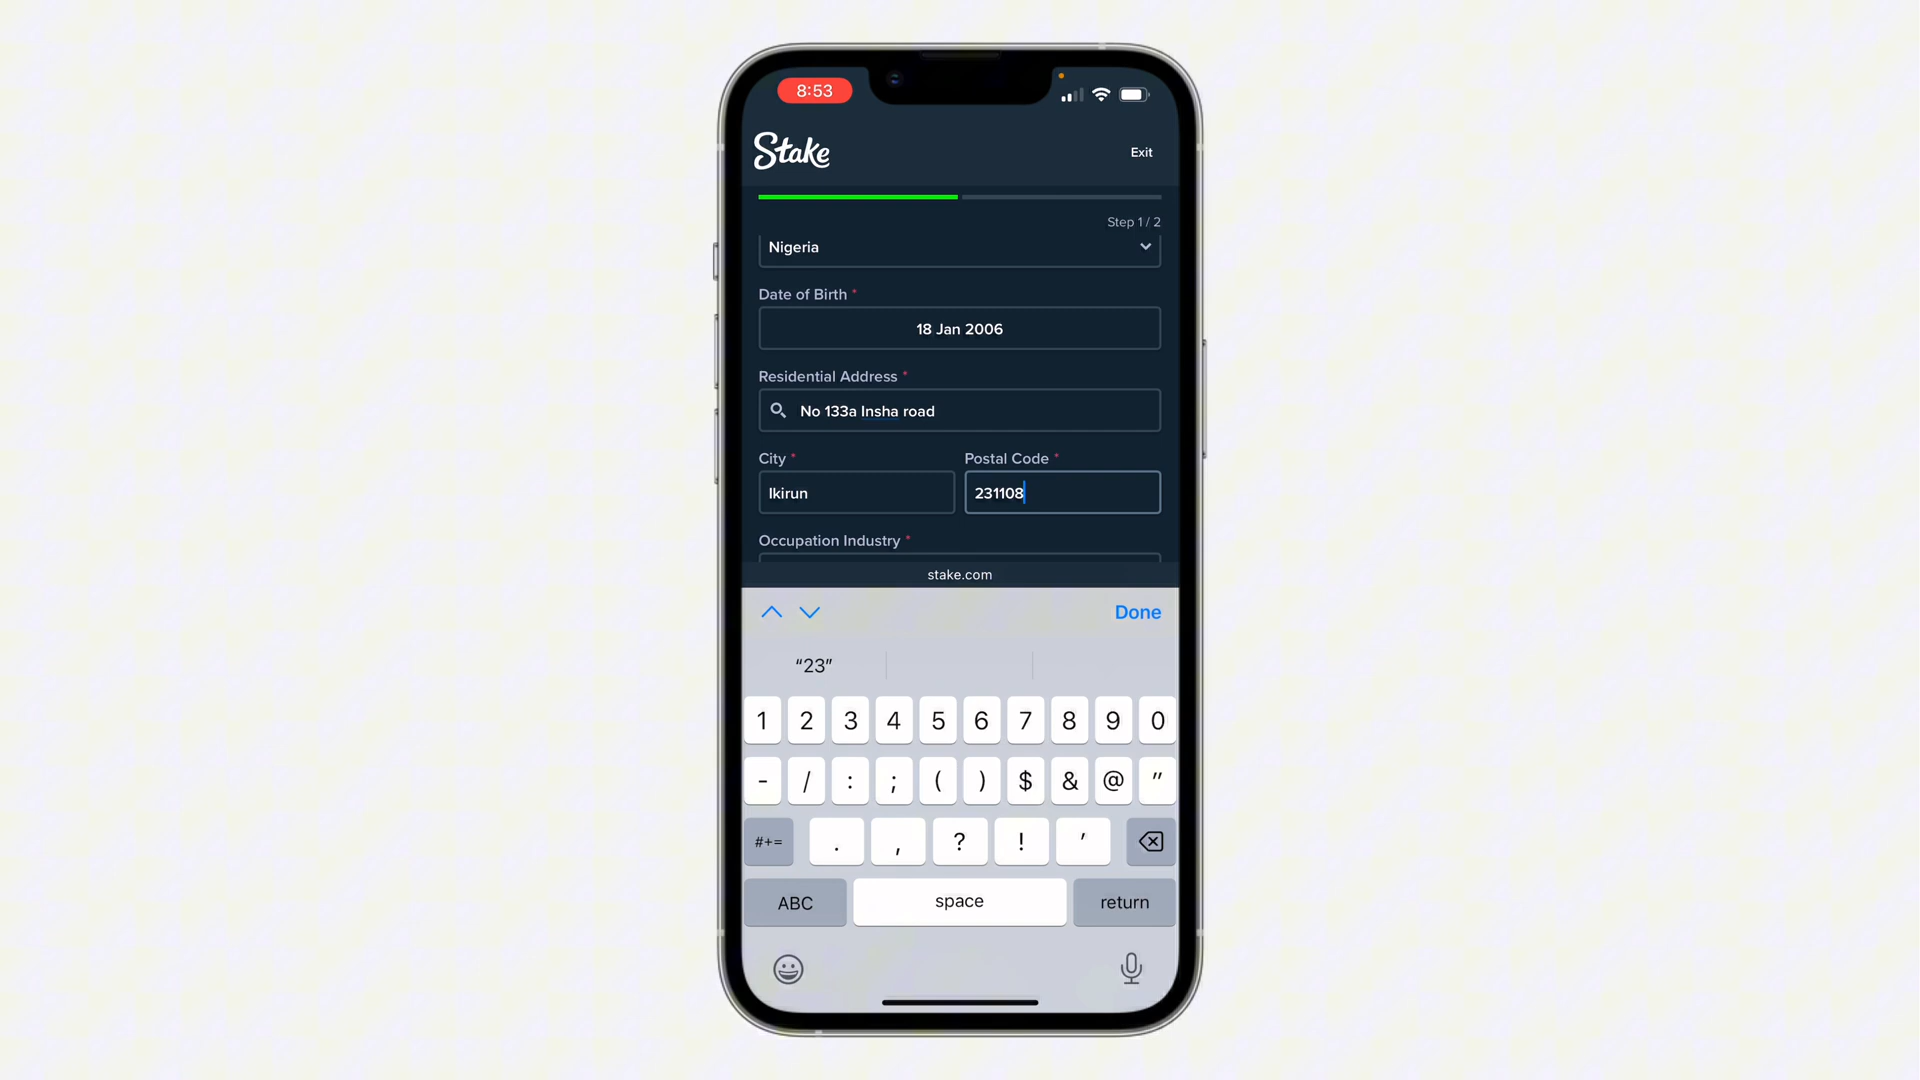 8:53
Stake
Exit
Step 1 / 2
Nigeria
Date of Birth *
18 Jan 2006
Residential Address *
No 133a Insha road
City * Postal Code *
Ikirun 231108
Occupation Industry *
stake.com
Done
“23”
1 2 3 4 5 6 7 8 9 0
- / : ; ( ) $ & @ "
#+= . , ? ! '
ABC space return